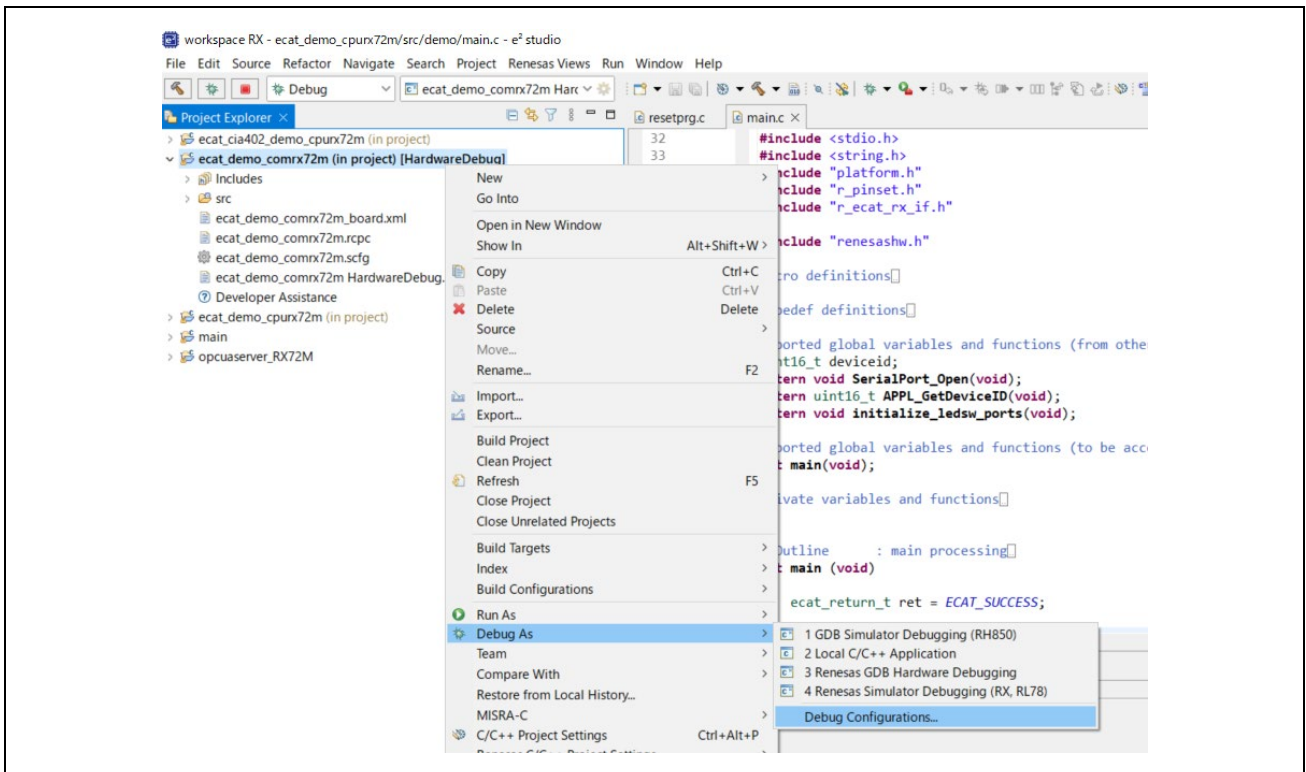 workspace RX - ecat_demo_cpurx72m/src/demo/main.c - e² studio
File Edit Source Refactor Navigate Search Project Renesas Views Run Window Help
Debug ecat_demo_comrx72m Harc
Project Explorer
resetprg.c main.c
ecat_cia402_demo_cpurx72m (in project)
ecat_demo_comrx72m (in project) [HardwareDebug]
Includes
src
ecat_demo_comrx72m_board.xml
ecat_demo_comrx72m.rcpc
ecat_demo_comrx72m.scfg
ecat_demo_comrx72m HardwareDebug.
Developer Assistance
ecat_demo_cpurx72m (in project)
main
opcuaserver_RX72M
New
Go Into
Open in New Window
Show In Alt+Shift+W >
Copy Ctrl+C
Paste Ctrl+V
Delete Delete
Source
Move...
Rename... F2
Import...
Export...
Build Project
Clean Project
Refresh F5
Close Project
Close Unrelated Projects
Build Targets
Index
Build Configurations
Run As
Debug As
Team
Compare With
Restore from Local History...
MISRA-C
C/C++ Project Settings Ctrl+Alt+P
32 #include <stdio.h>
33 #include <string.h>
nclude "platform.h"
nclude "r_pinset.h"
nclude "r_ecat_rx_if.h"
nclude "renesashw.h"
ro definitions
edef definitions
orted global variables and functions (from othe
t16_t deviceid;
tern void SerialPort_Open(void);
tern uint16_t APPL_GetDeviceID(void);
tern void initialize_ledsw_ports(void);
orted global variables and functions (to be acc
t main(void);
ivate variables and functions
utline : main processing
t main (void)
ecat_return_t ret = ECAT_SUCCESS;
1 GDB Simulator Debugging (RH850)
2 Local C/C++ Application
3 Renesas GDB Hardware Debugging
4 Renesas Simulator Debugging (RX, RL78)
Debug Configurations...